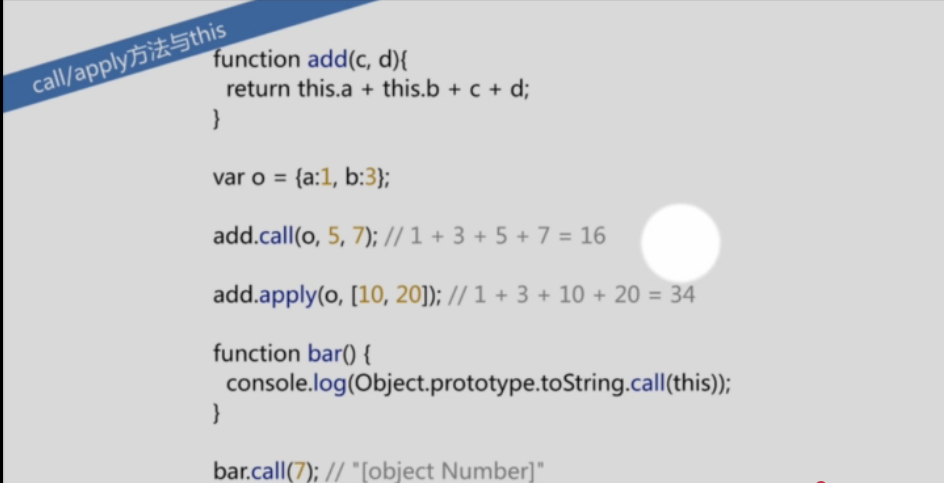 call/apply方法与this
function add(c, d){
  return this.a + this.b + c + d;
}
var o = {a:1, b:3};
add.call(o, 5, 7); // 1 + 3 + 5 + 7 = 16
add.apply(o, [10, 20]); // 1 + 3 + 10 + 20 = 34
function bar() {
  console.log(Object.prototype.toString.call(this));
}
bar.call(7); // "[object Number]"